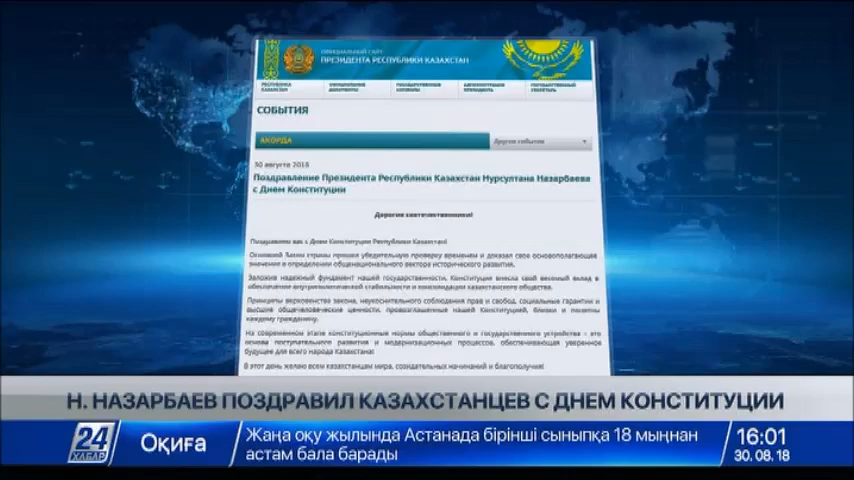 ОФИЦИАЛЬНЫЙ САЙТ
ПРЕЗИДЕНТА РЕСПУБЛИКИ КАЗАХСТАН
РЕСПУБЛИКА КАЗАХСТАН
ГОСУДАРСТВЕННЫЕ
АДМИНИСТРАЦИЯ ПРЕЗИДЕНТА
ГОСУДАРСТВЕННЫЙ СЕКРЕТАРЬ
СОБЫТИЯ
АКОРДА
Другие события
30 августа 2018
Поздравление Президента Республики Казахстан Нурсултана Назарбаева
с Днем Конституции
Дорогие соотечественники!
Поздравляю вас с Днем Конституции Республики Казахстан!
Основной Закон страны прошел убедительную проверку временем и доказал свое основополагающее
значение в определении общенационального вектора исторического развития.
Заложив надежный фундамент нашей государственности, Конституция внесла свой весомый вклад в
обеспечение внутриполитической стабильности и консолидации казахстанского общества.
Принципы верховенства закона, неукоснительного соблюдения прав и свобод, социальные гарантии и
высшие общечеловеческие ценности, провозглашенные нашей Конституцией, близки и понятны
каждому гражданину.
На современном этапе конституционные нормы общественного и государственного устройства – это
основа поступательного развития и модернизационных процессов, обеспечивающая уверенное
будущее для всего народа Казахстана!
В этот день желаю всем казахстанцам мира, созидательных начинаний и благополучия!
Н. НАЗАРБАЕВ ПОЗДРАВИЛ КАЗАХСТАНЦЕВ С ДНЕМ КОНСТИТУЦИИ
24
ХАБАР
Оқиға
Жаңа оқу жылында Астанада бірінші сыныпқа 18 мыңнан
астам бала барады
16:01
30. 08. 18